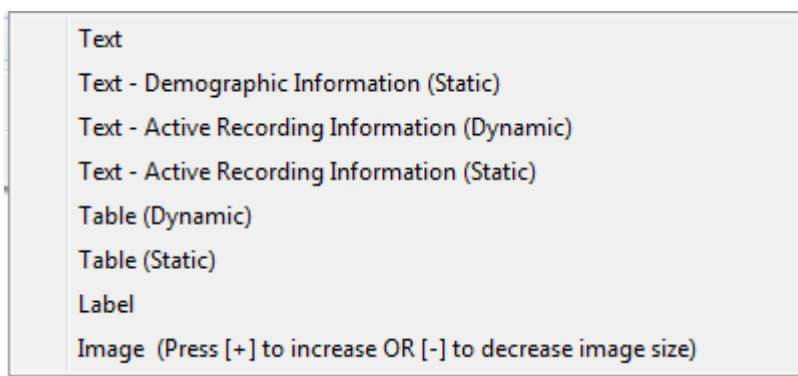 Text
Text - Demographic Information (Static)
Text - Active Recording Information (Dynamic)
Text - Active Recording Information (Static)
Table (Dynamic)
Table (Static)
Label
Image  (Press [+] to increase OR [-] to decrease image size)